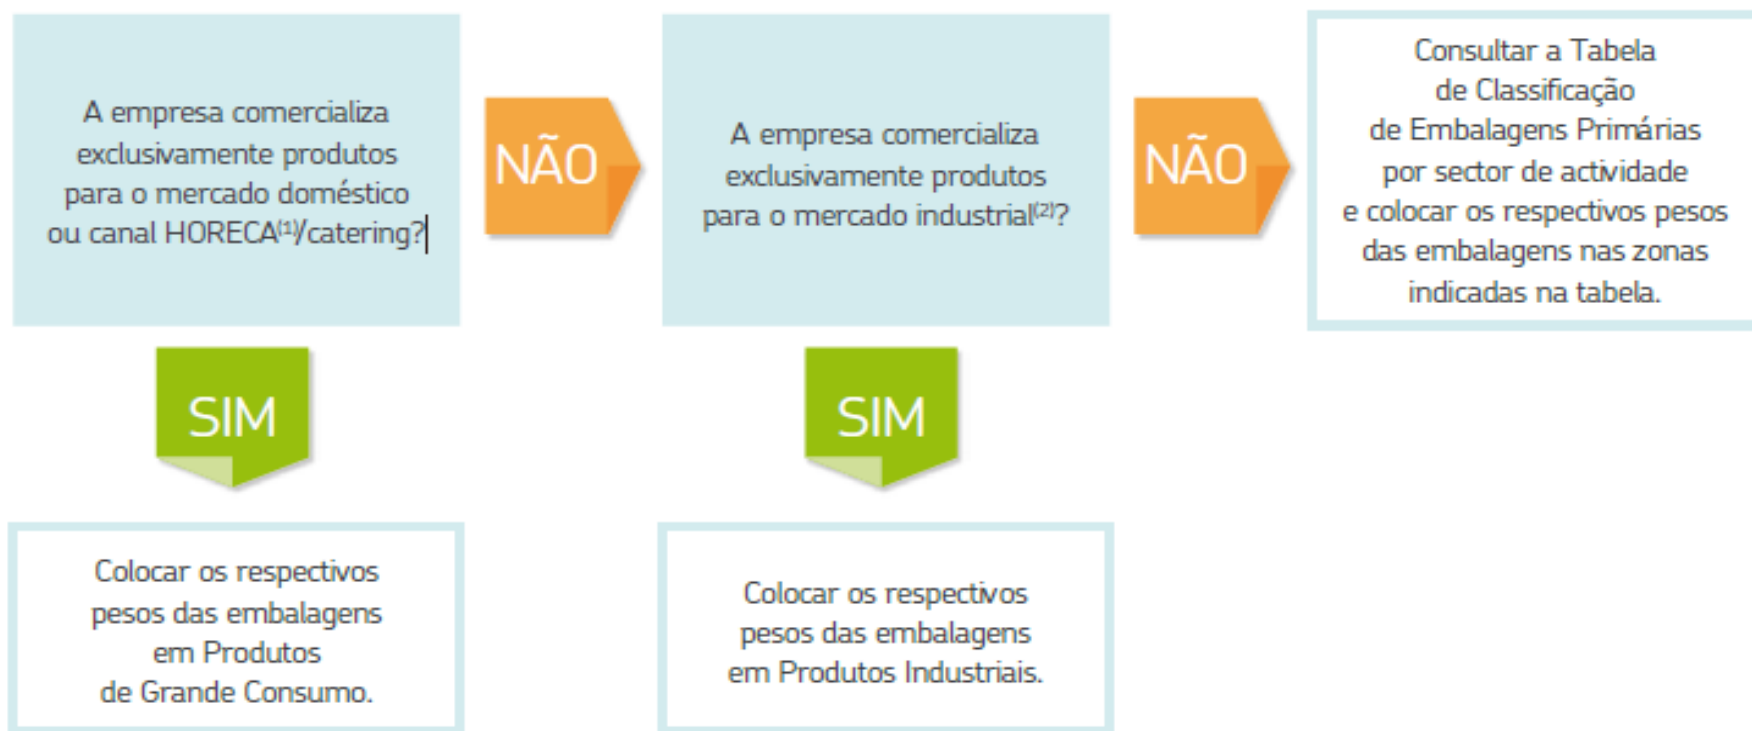 A empresa comercializa
exclusivamente produtos
para o mercado doméstico
ou canal HORECA(1)/catering?
NÃO
A empresa comercializa
exclusivamente produtos
para o mercado industrial(2)?
NÃO
Consultar a Tabela
de Classificação
de Embalagens Primárias
por sector de actividade
e colocar os respectivos pesos
das embalagens nas zonas
indicadas na tabela.
SIM
SIM
Colocar os respectivos
pesos das embalagens
em Produtos
de Grande Consumo.
Colocar os respectivos
pesos das embalagens
em Produtos Industriais.